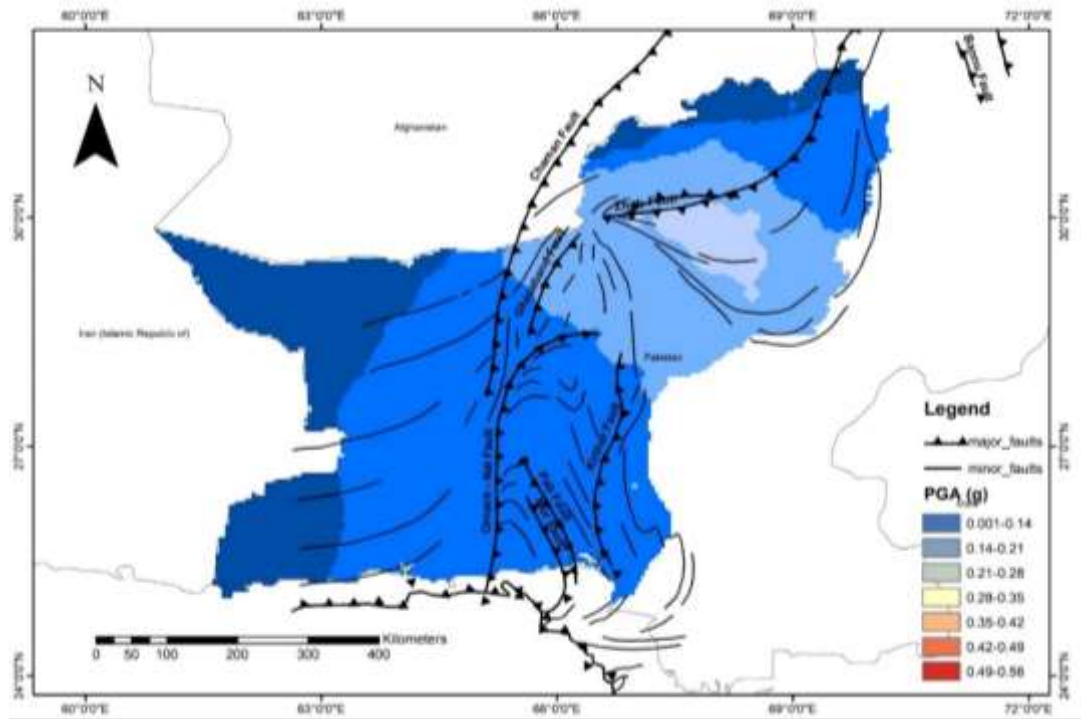 60°0'0"E 63°0'0"E 66°0'0"E 69°0'0"E 72°0'0"E
Bannu Fault
N
Afghanistan
Chaman Fault
30°0'0"N
30°0'0"N
Iran (Islamic Republic of)
Pakistan
Legend
major_faults
minor_faults
PGA (g)
0.001-0.14
0.14-0.21
0.21-0.28
0.28-0.35
0.35-0.42
0.42-0.49
0.49-0.56
27°0'0"N
27°0'0"N
Kilometers
0 50 100 200 300 400
24°0'0"N
24°0'0"N
60°0'0"E 63°0'0"E 66°0'0"E 69°0'0"E 72°0'0"E